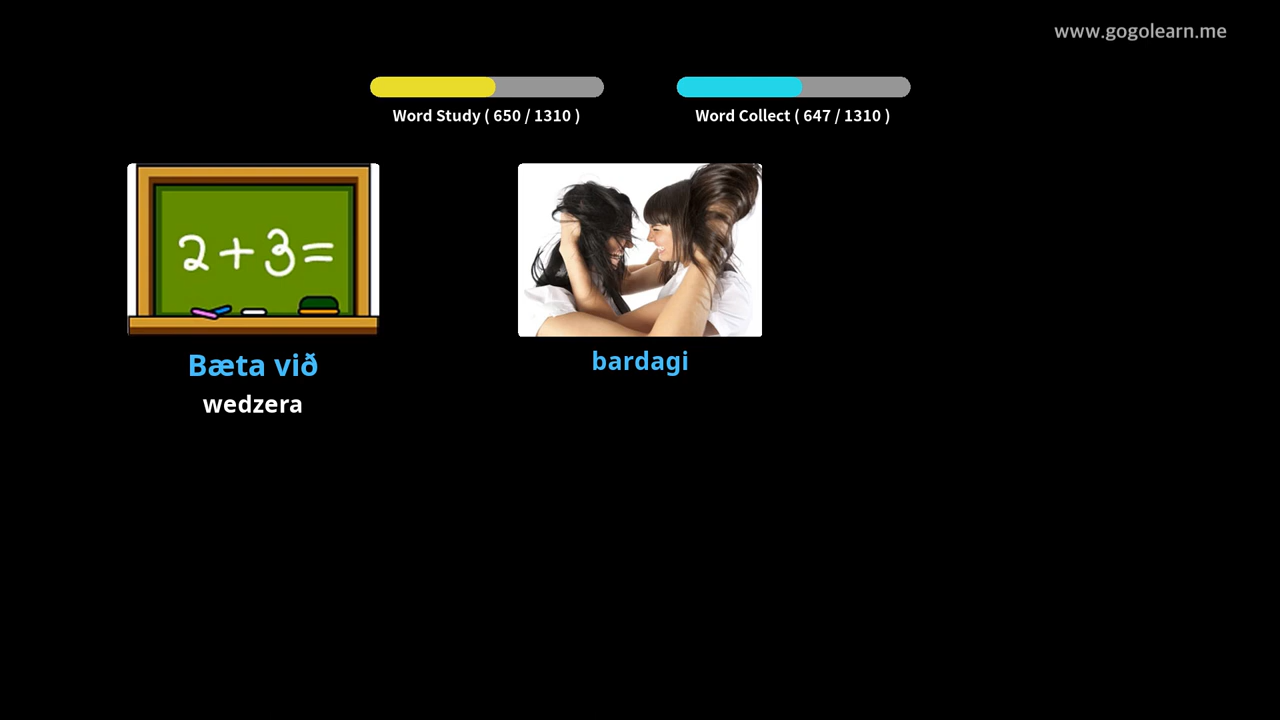 www.gogolearn.me
Word Study ( 650 / 1310 )
Word Collect ( 647 / 1310 )
2+3=
Bæta við
wedzera
bardagi